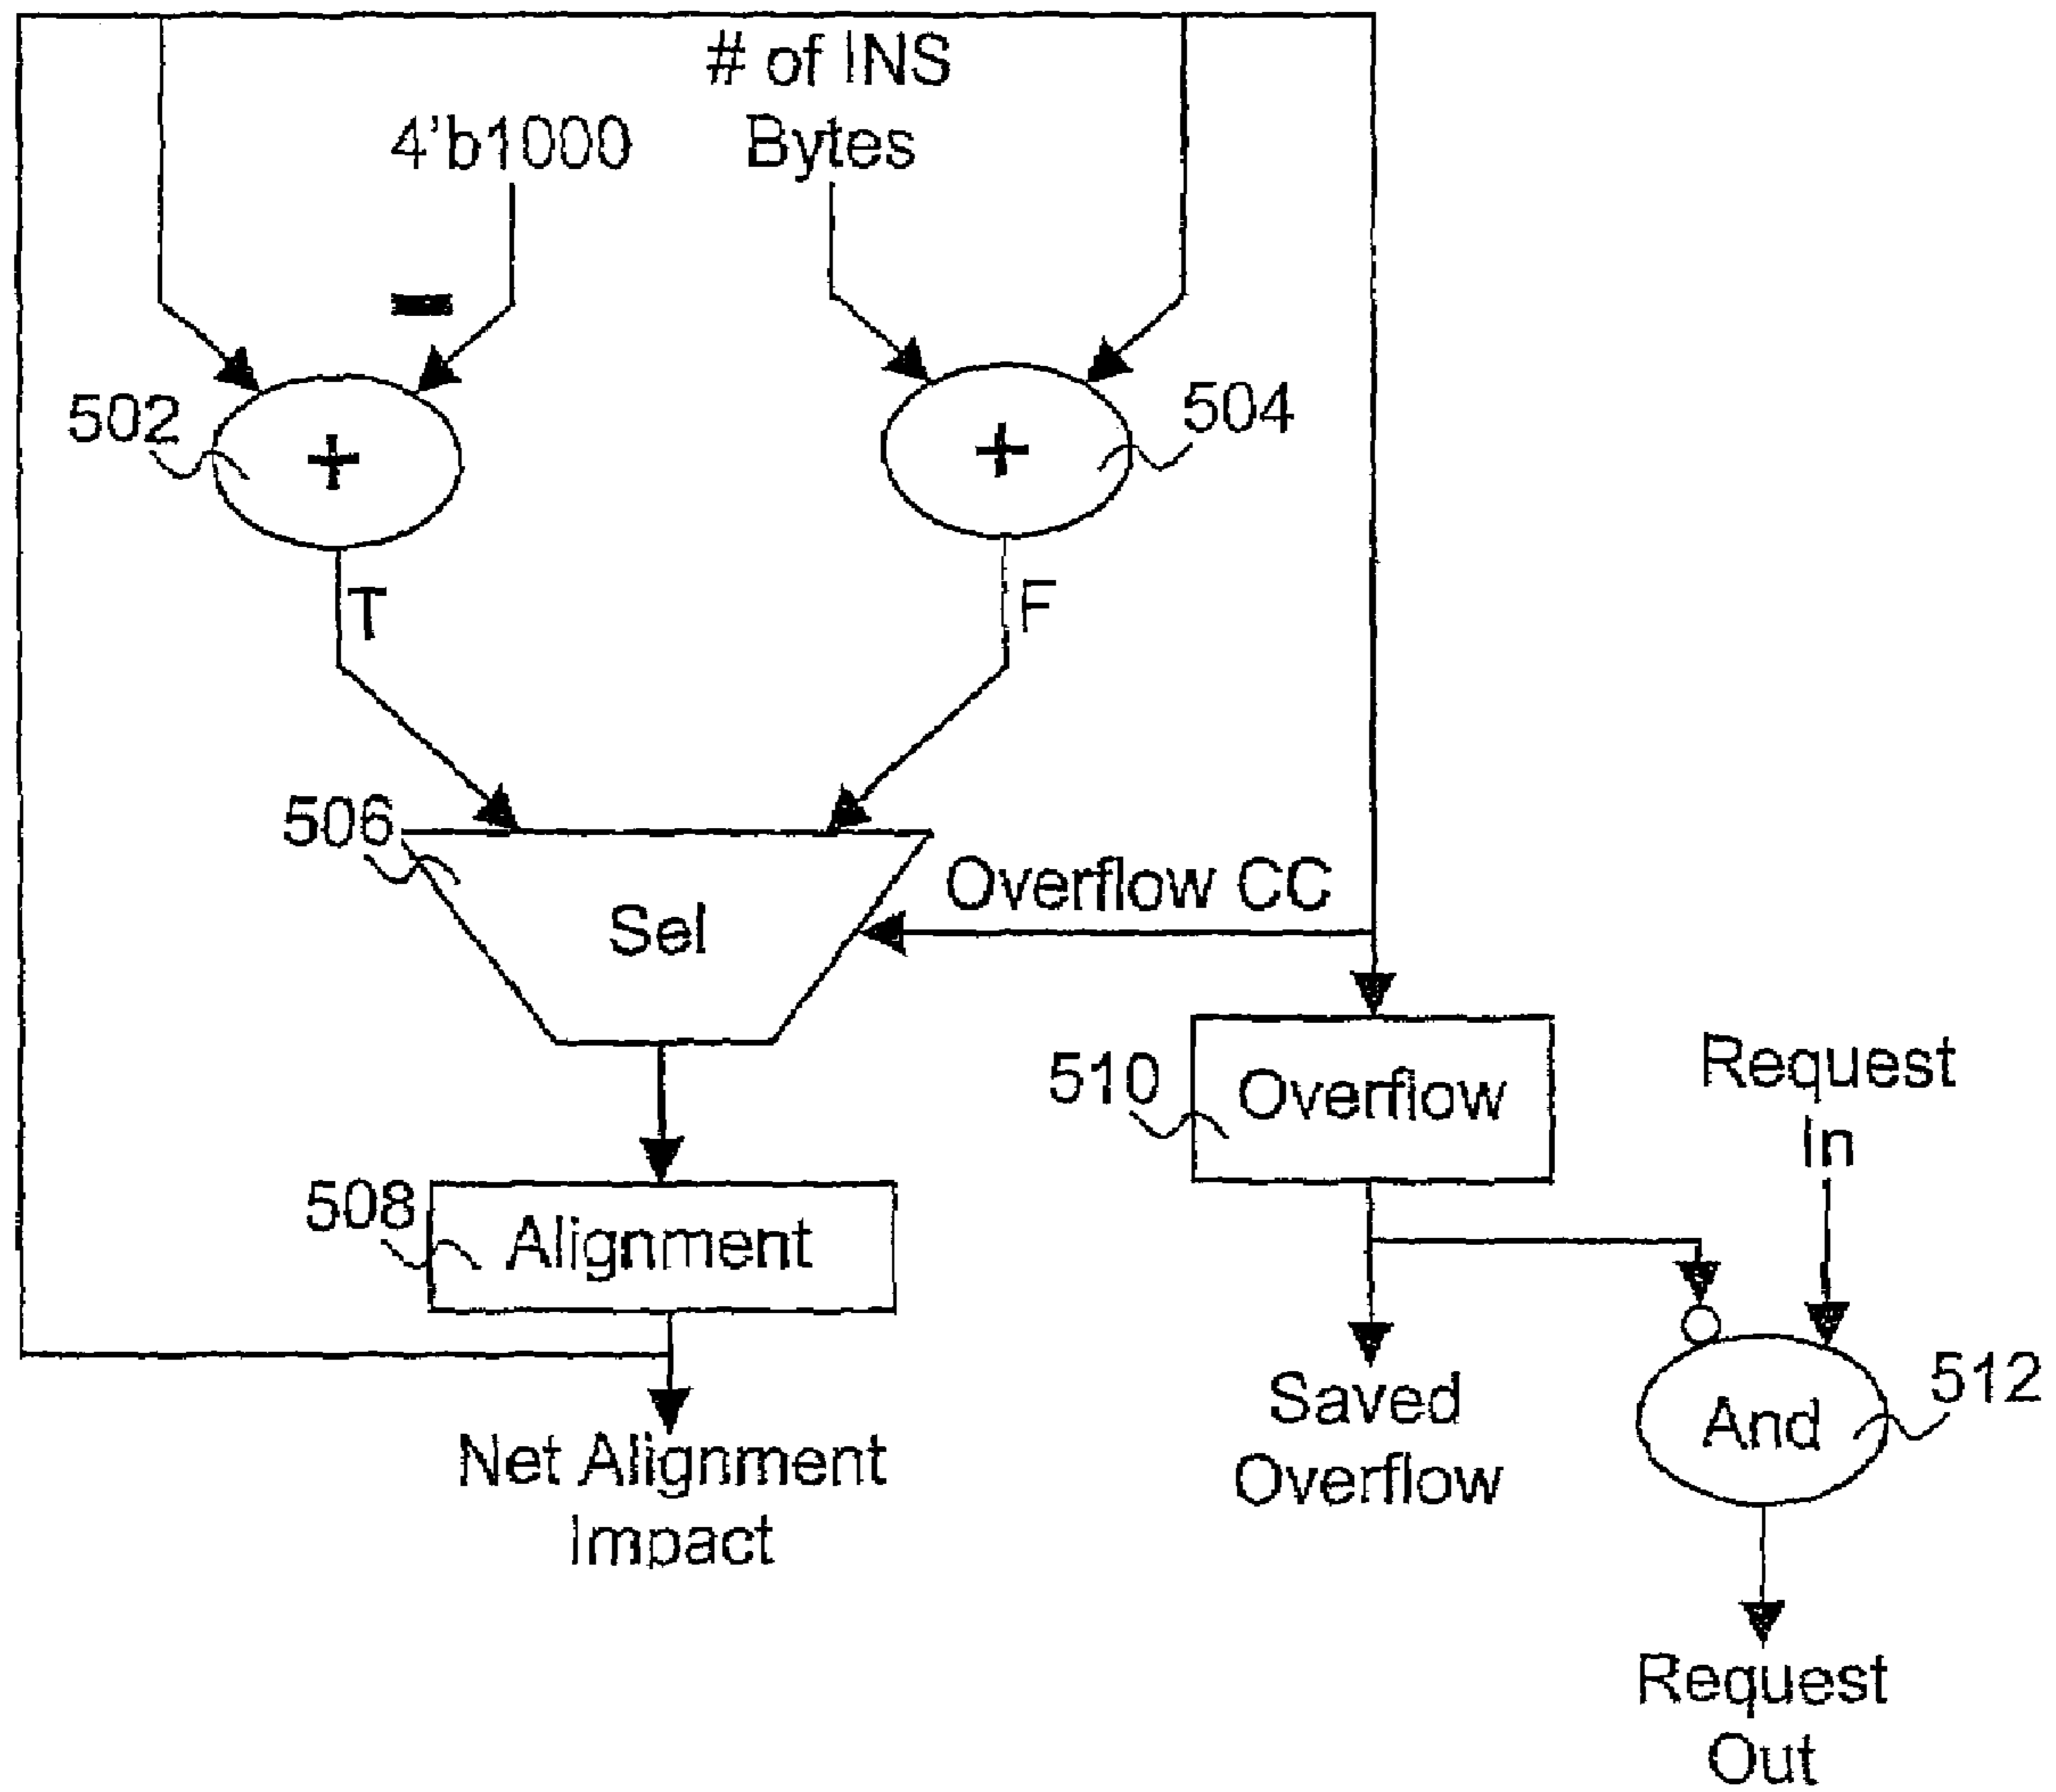 # of INS
Bytes
4'b1000
–
502
+
+
504
T
F
506
Sel
Overflow CC
510
Overflow
Request
In
508
Alignment
Net Alignment
Impact
Saved
Overflow
And
512
Request
Out